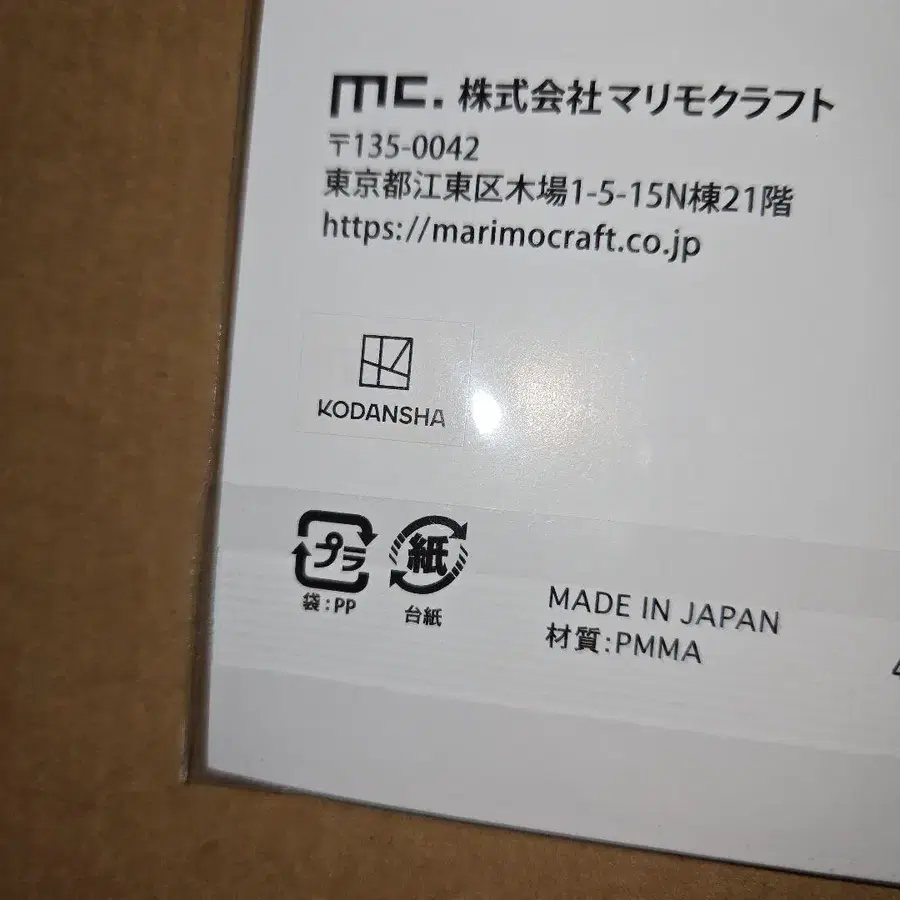 mc. 株式会社マリモクラフト
〒135-0042
東京都江東区木場1-5-15N棟21階
https://marimocraft.co.jp
KODANSHA
プラ 紙
袋:PP 台紙
MADE IN JAPAN
材質:PMMA